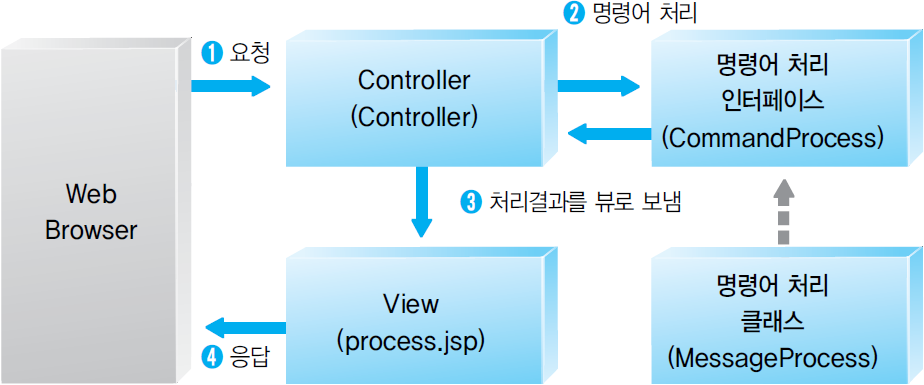 ② 명령어 처리
① 요청
Controller
(Controller)
명령어 처리
인터페이스
(CommandProcess)
Web
Browser
③ 처리결과를 뷰로 보냄
View
(process.jsp)
명령어 처리
클래스
(MessageProcess)
④ 응답